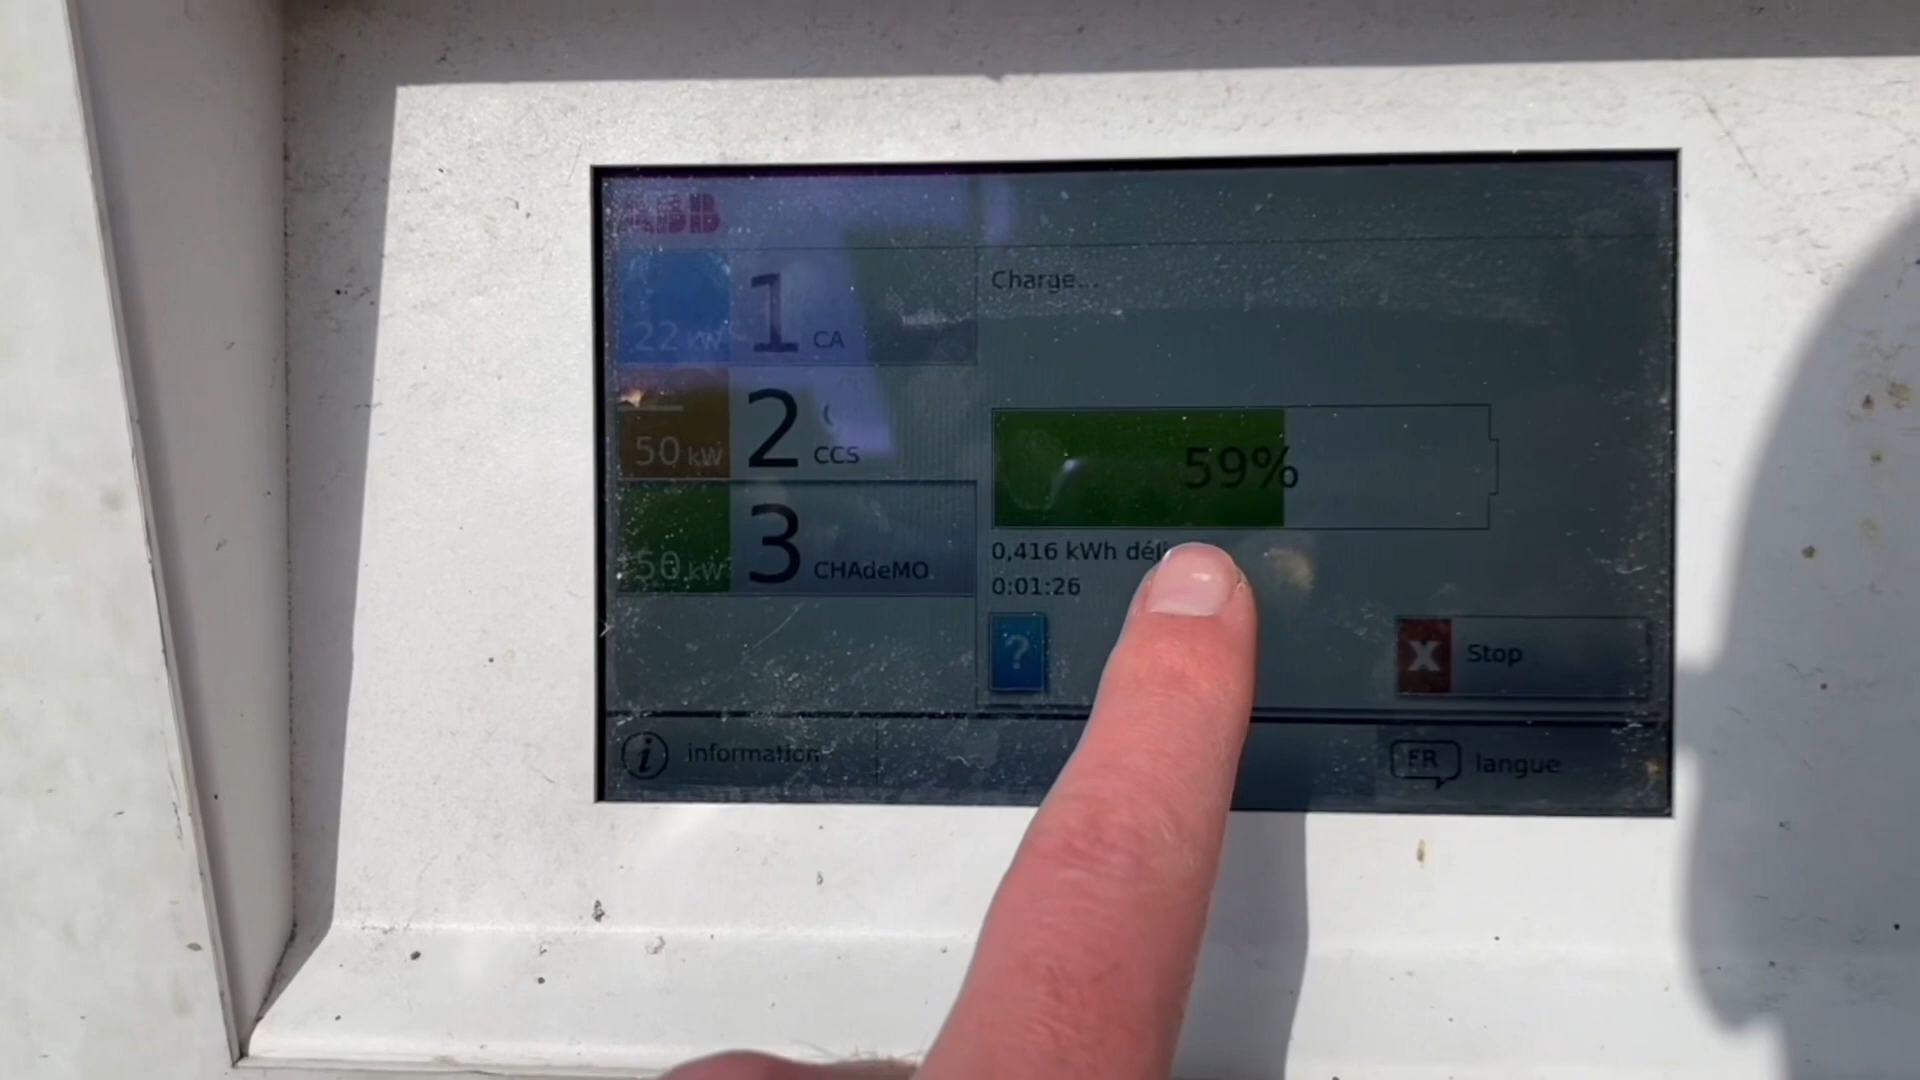 ABB
Charge...
22 kW 1 CA
50 kW 2 CCS
50 kW 3 CHAdeMO
59%
0,416 kWh
0:01:26
?
X Stop
i information
FR langue